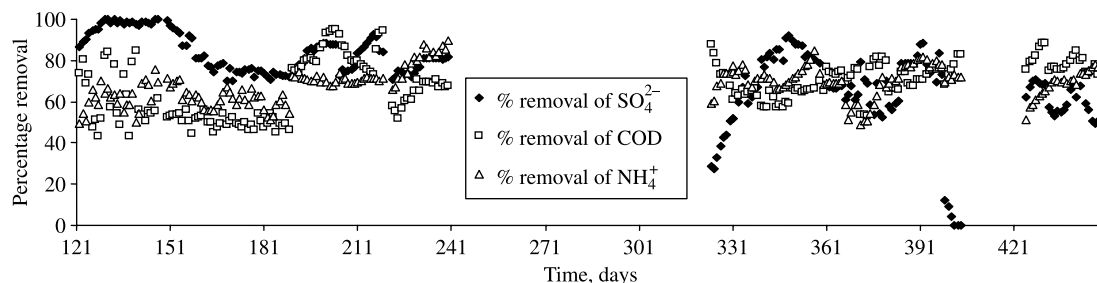 Percentage removal
100
80
60
40
20
0
◆ % removal of SO₄²⁻
□ % removal of COD
△ % removal of NH₄⁺
121 151 181 211 241 271 301 331 361 391 421
Time, days